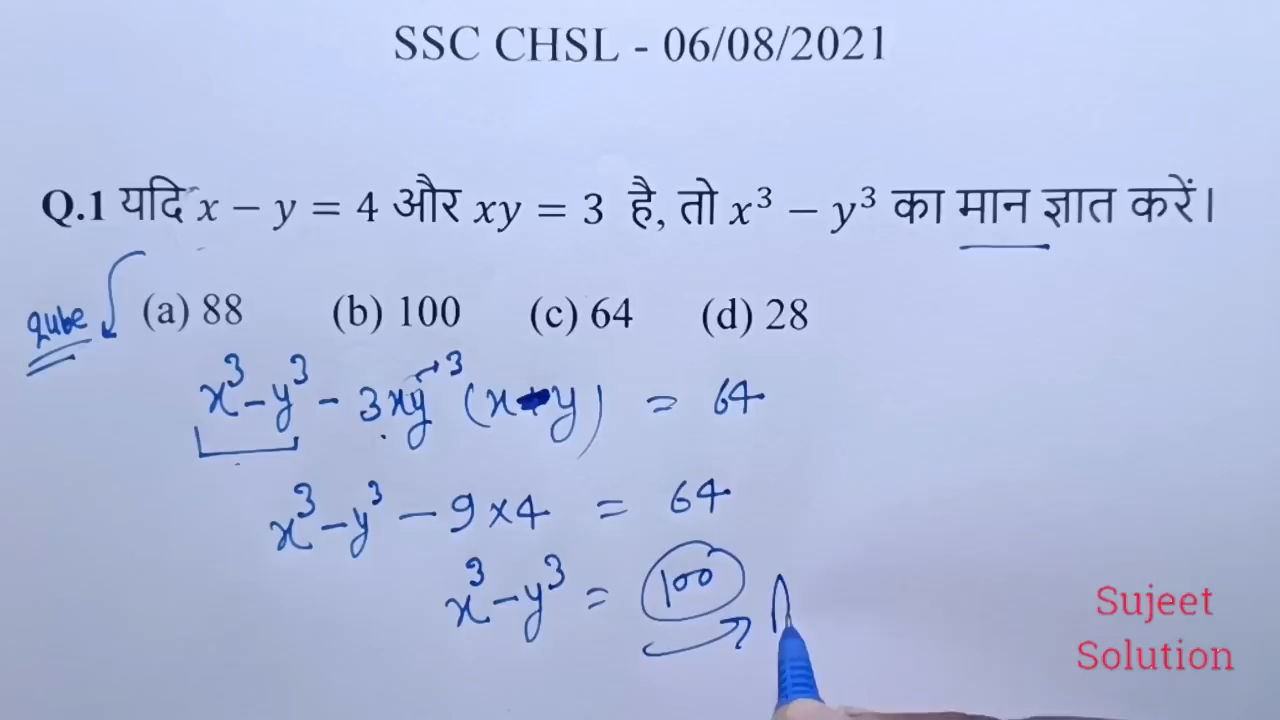 SSC CHSL - 06/08/2021
Q.1 यदि x − y = 4 और xy = 3 है, तो x³ − y³ का मान ज्ञात करें।
(a) 88 (b) 100 (c) 64 (d) 28
qube
x³ − y³ − 3xy → 3 (x − y) = 64
x³ − y³ − 9 × 4 = 64
x³ − y³ = 100
Sujeet
Solution